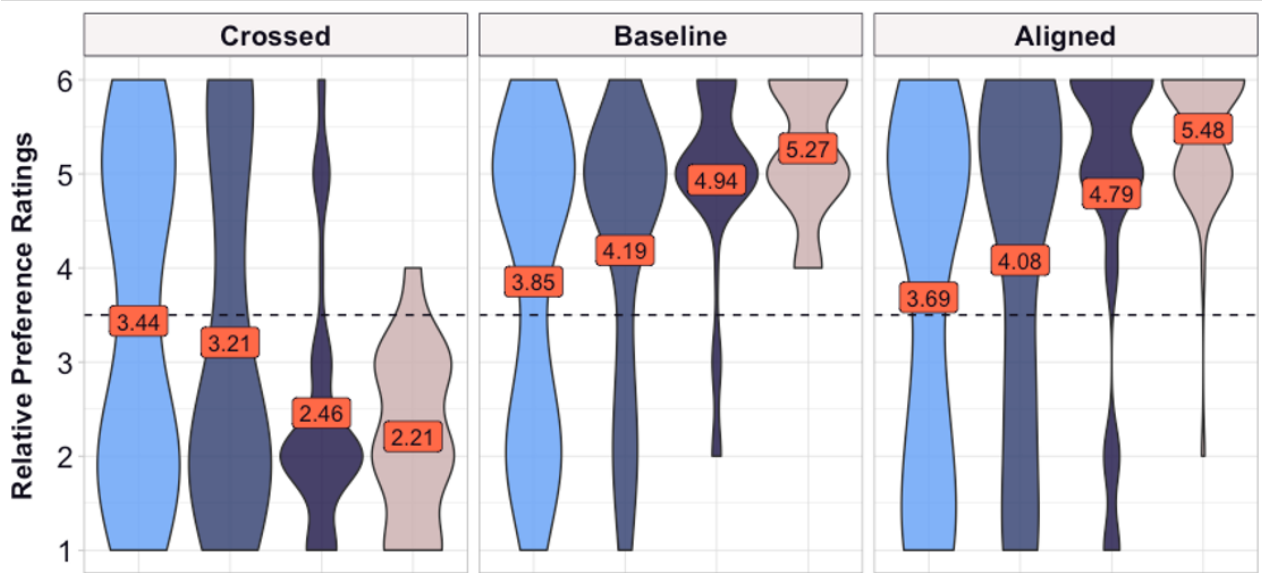 Crossed Baseline Aligned
Relative Preference Ratings
6
5
4
3
2
1
3.44 3.21 2.46 2.21
3.85 4.19 4.94 5.27
3.69 4.08 4.79 5.48